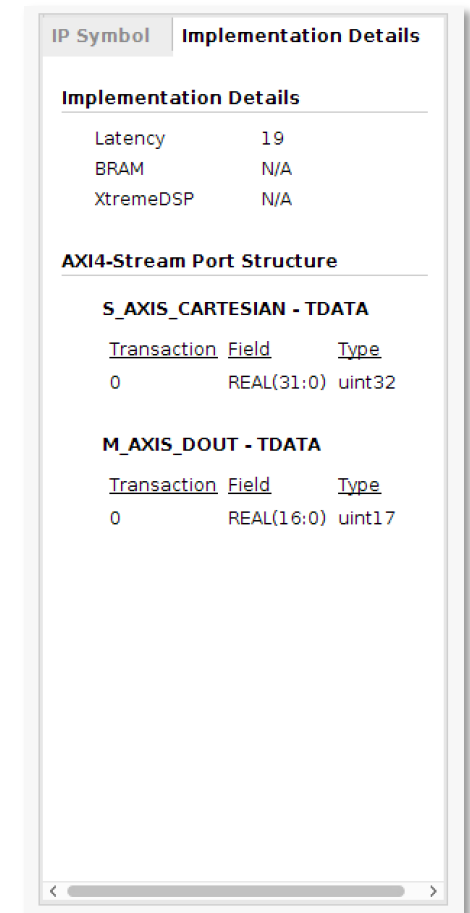 IP Symbol Implementation Details
Implementation Details
Latency 19
BRAM N/A
XtremeDSP N/A
AXI4-Stream Port Structure
S_AXIS_CARTESIAN - TDATA
Transaction Field Type
0 REAL(31:0) uint32
M_AXIS_DOUT - TDATA
Transaction Field Type
0 REAL(16:0) uint17